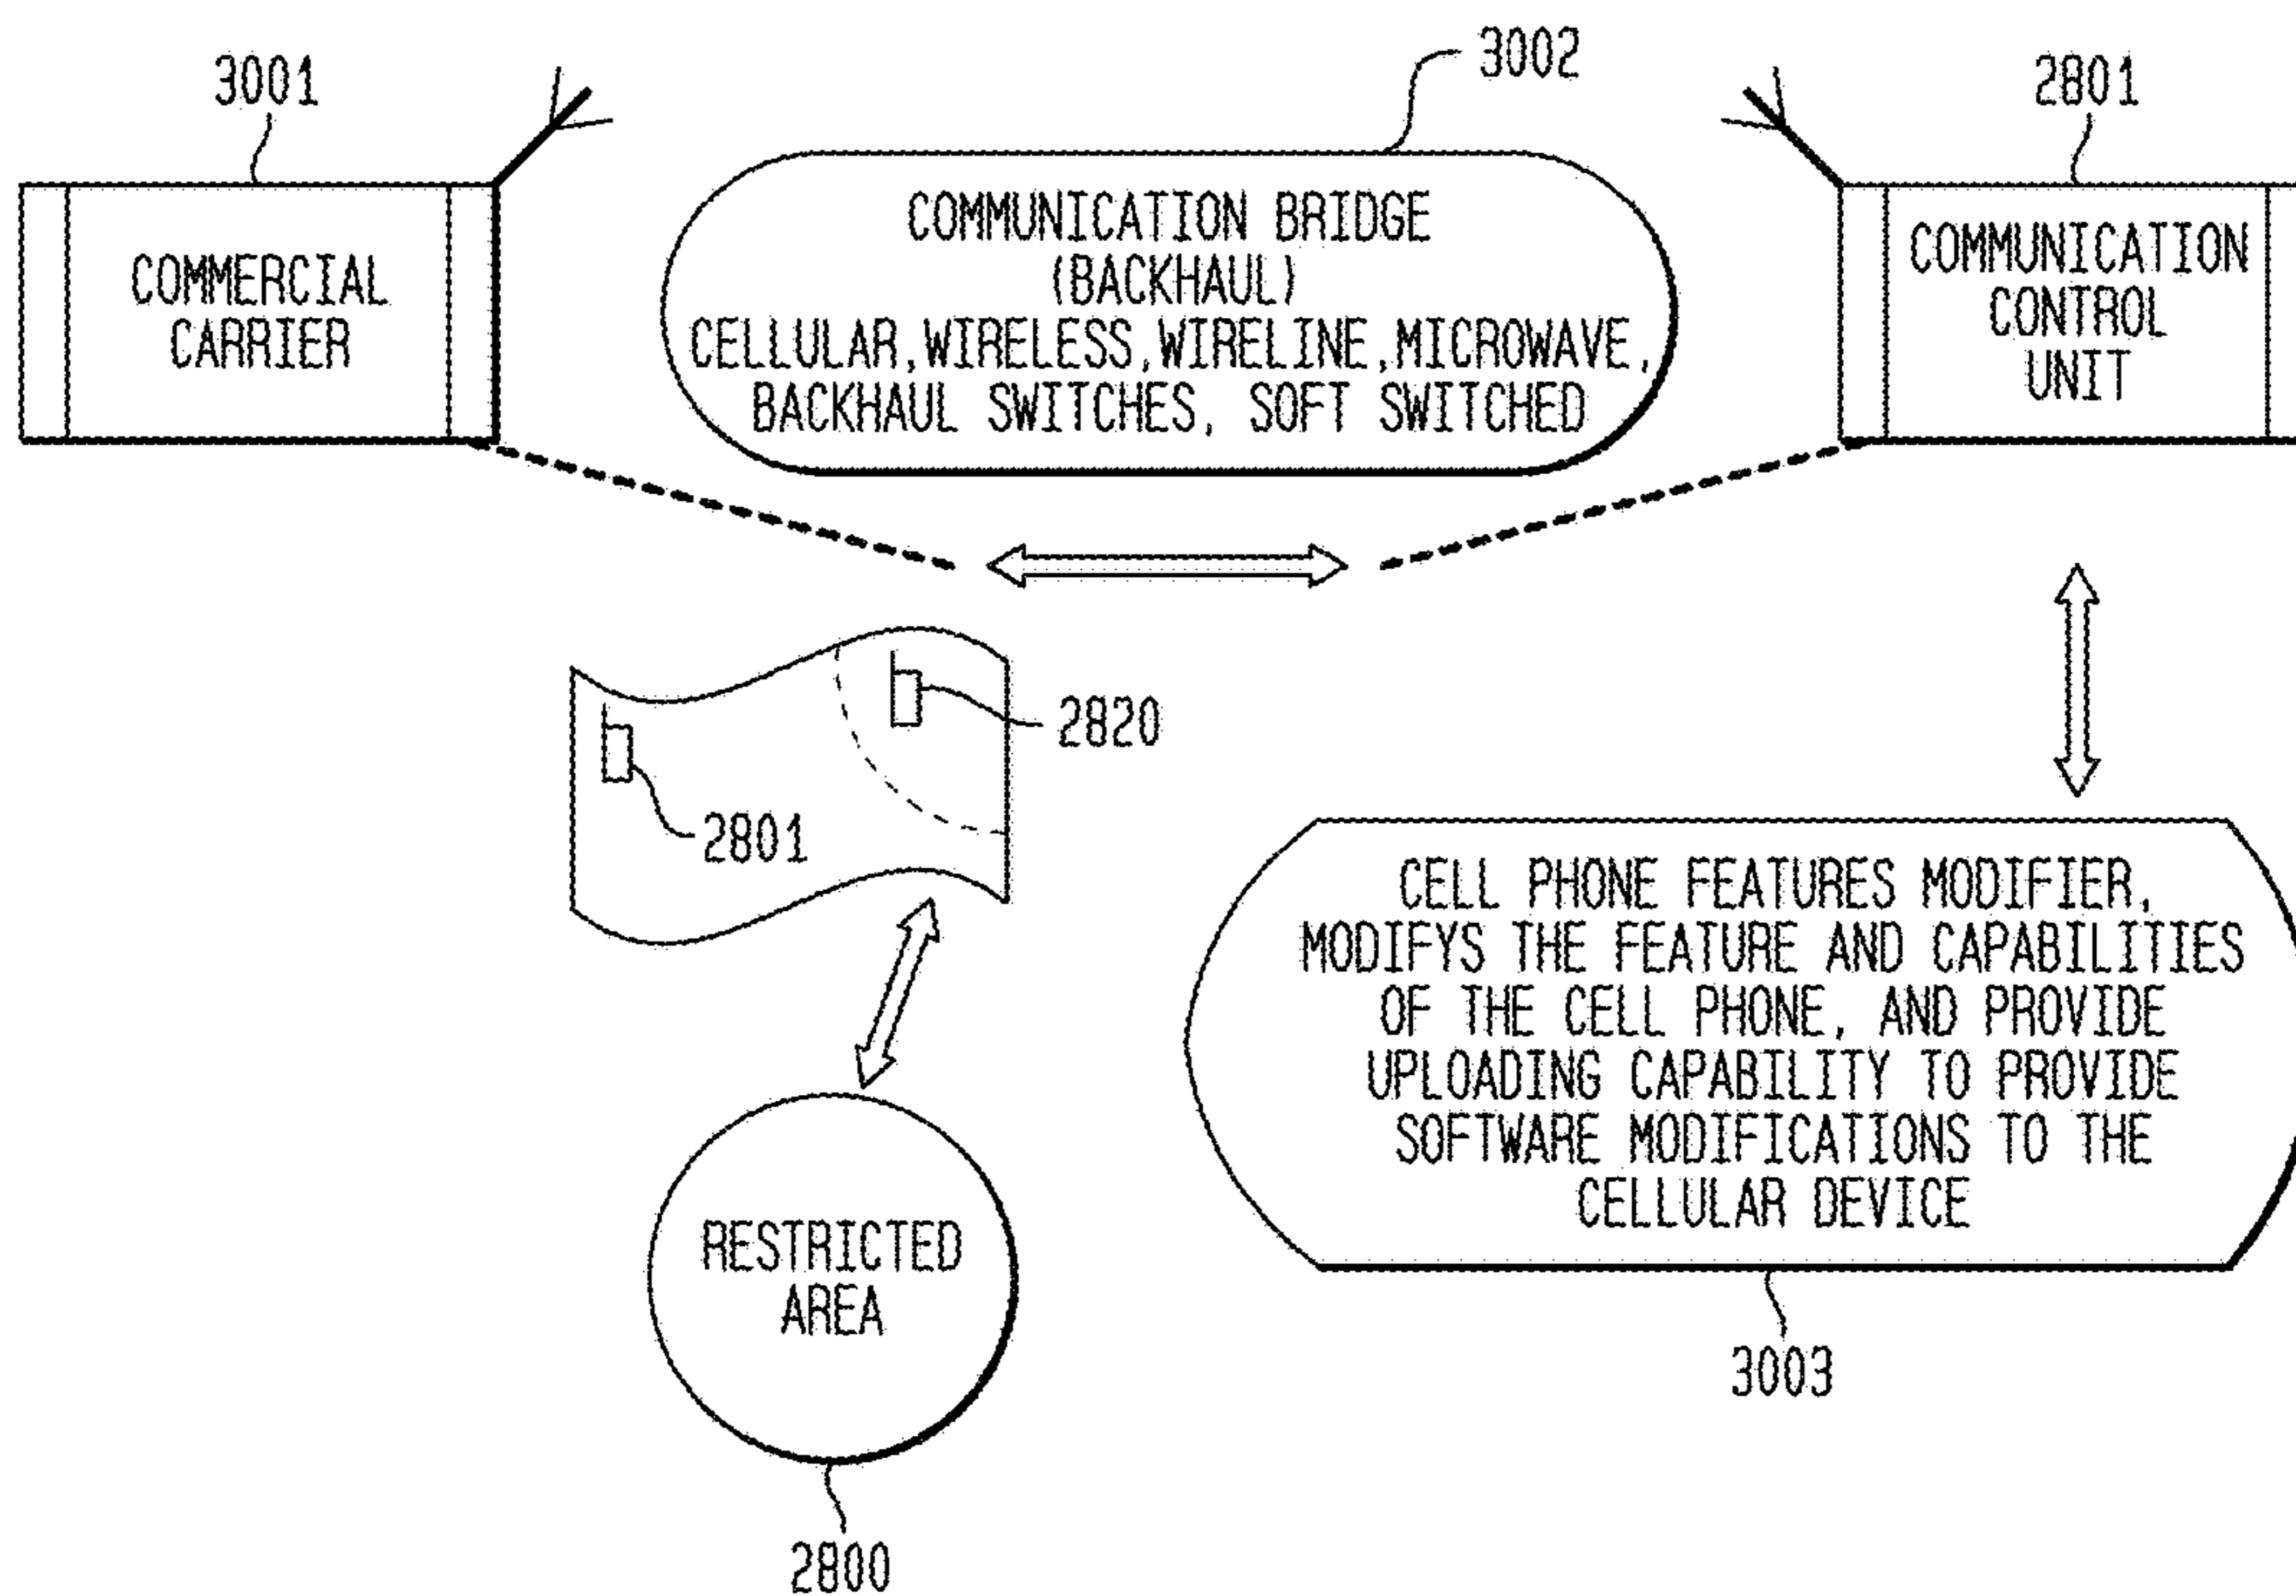 3001
3002
2801
COMMERCIAL
CARRIER
COMMUNICATION BRIDGE
(BACKHAUL)
CELLULAR,WIRELESS,WIRELINE,MICROWAVE,
BACKHAUL SWITCHES, SOFT SWITCHED
COMMUNICATION
CONTROL
UNIT
2820
2801
CELL PHONE FEATURES MODIFIER,
MODIFYS THE FEATURE AND CAPABILITIES
OF THE CELL PHONE, AND PROVIDE
UPLOADING CAPABILITY TO PROVIDE
SOFTWARE MODIFICATIONS TO THE
CELLULAR DEVICE
3003
RESTRICTED
AREA
2800